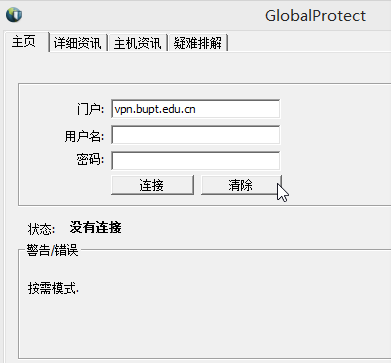 GlobalProtect
主页 详细资讯 主机资讯 疑难排解
门户: vpn.bupt.edu.cn
用户名:
密码:
连接 清除
状态: 没有连接
警告/错误
按需模式.